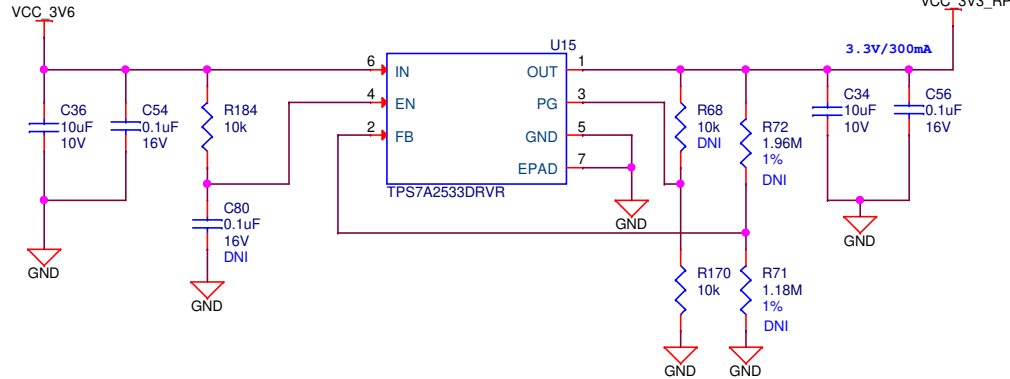 VCC_3V6
VCC_3V3_RF
3.3V/300mA
U15
6
IN
OUT
1
4
EN
PG
3
2
FB
GND
5
EPAD
7
TPS7A2533DRVR
C36
10uF
10V
C54
0.1uF
16V
R184
10k
C80
0.1uF
16V
DNI
R68
10k
DNI
R72
1.96M
1%
DNI
C34
10uF
10V
C56
0.1uF
16V
R170
10k
R71
1.18M
1%
DNI
GND
GND
GND
GND
GND
GND